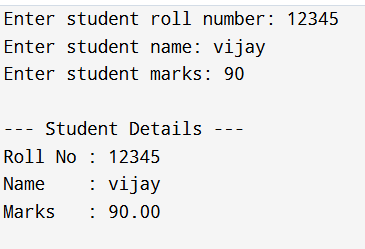 Enter student roll number: 12345
Enter student name: vijay
Enter student marks: 90

--- Student Details ---
Roll No : 12345
Name    : vijay
Marks   : 90.00